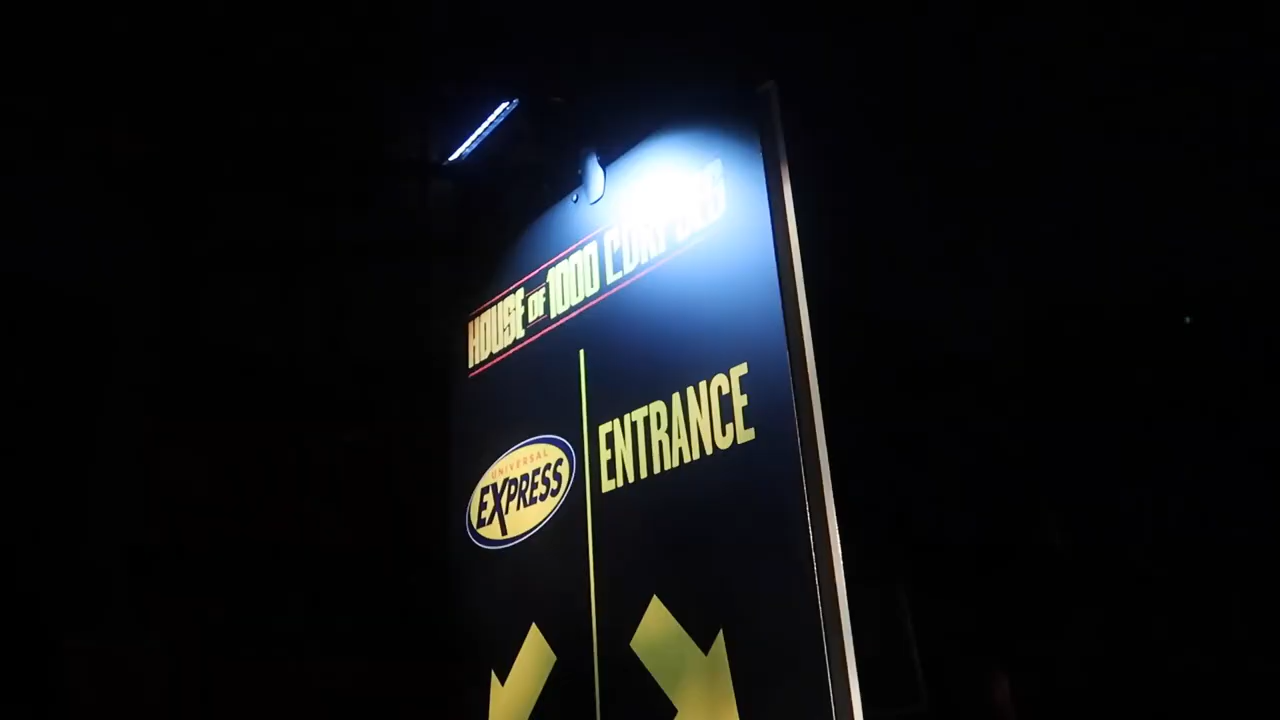 HOUSE OF 1000 CORPSES
UNIVERSAL
EXPRESS
ENTRANCE